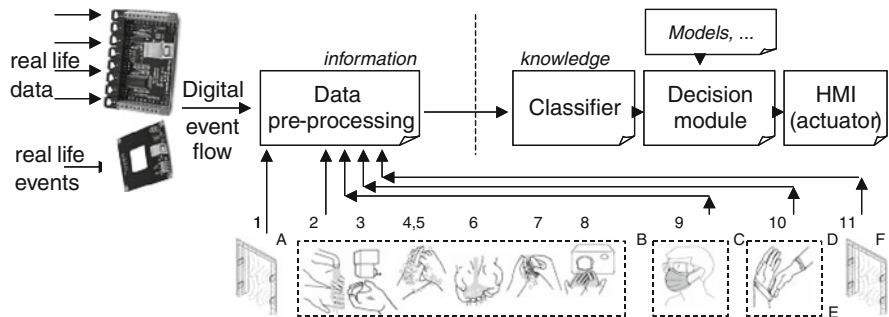 real life
data
real life
events
Digital
event
flow
information
Data
pre-processing
knowledge
Classifier
Models, ...
Decision
module
HMI
(actuator)
1
2
3
4,5
6
7
8
9
10
11
A
B
C
D
E
F